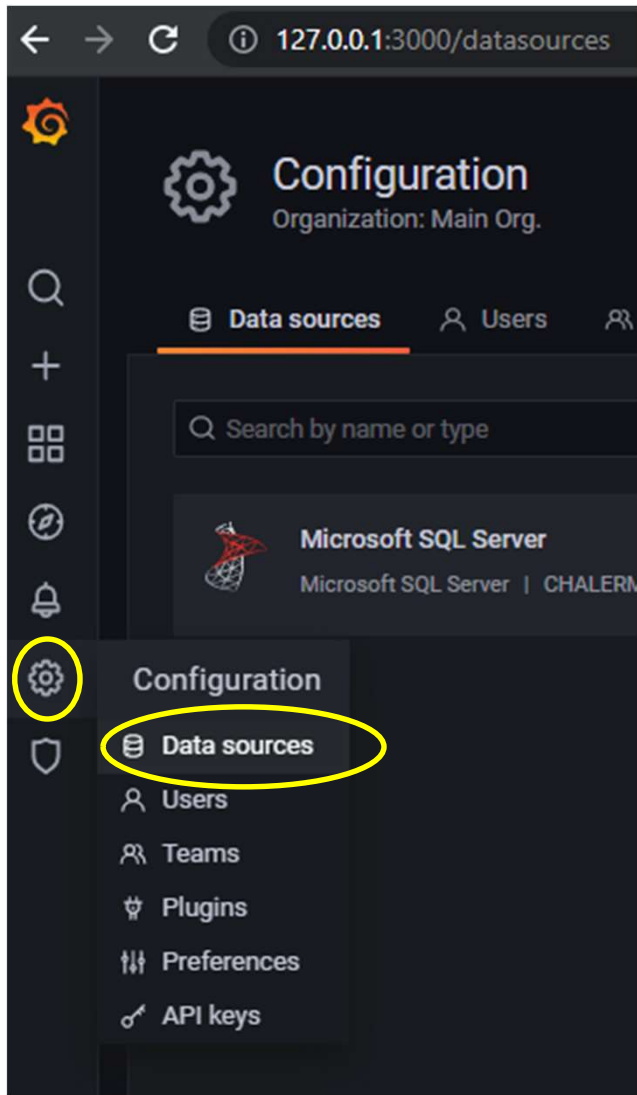 127.0.0.1:3000/datasources
Configuration
Organization: Main Org.
Data sources Users
Search by name or type
Microsoft SQL Server
Microsoft SQL Server | CHALERM
Configuration
Data sources
Users
Teams
Plugins
Preferences
API keys